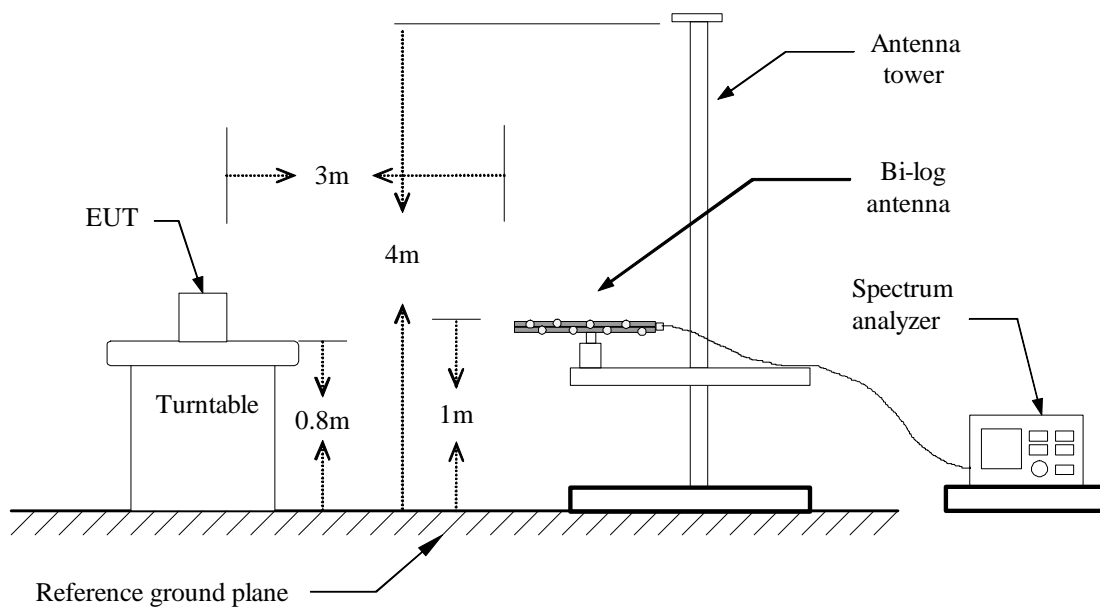 Antenna
tower
3m
Bi-log
antenna
EUT
4m
Spectrum
analyzer
Turntable
0.8m
1m
Reference ground plane